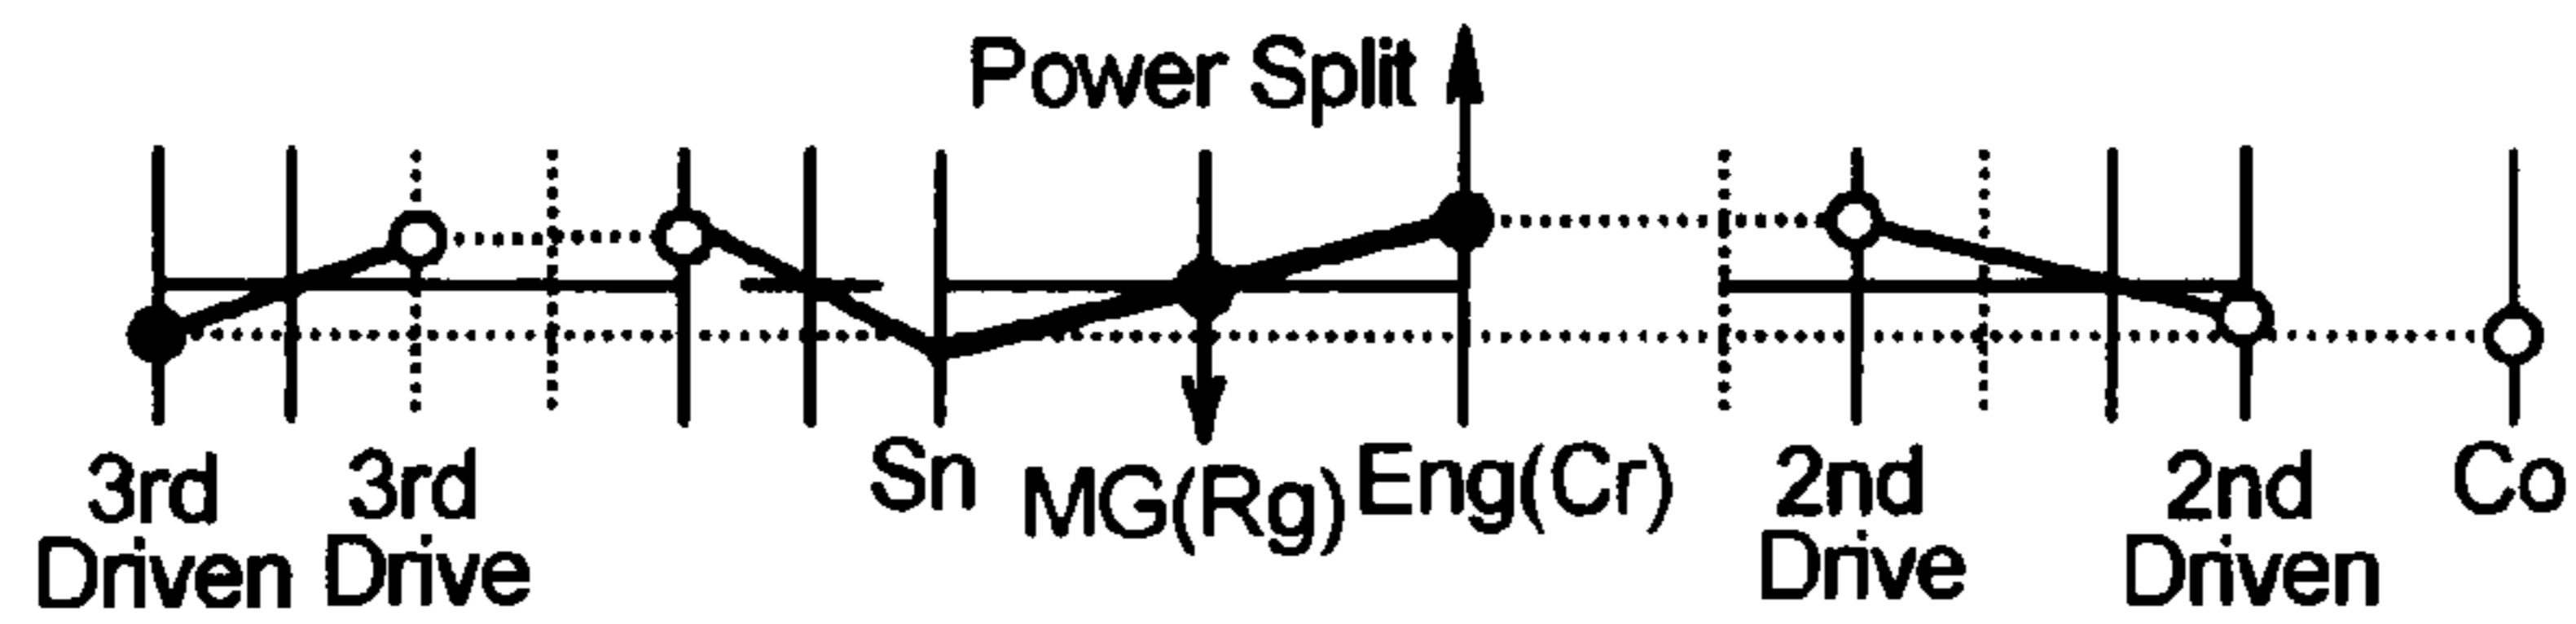 Power Split
3rd
Driven
3rd
Drive
Sn
MG(Rg)
Eng(Cr)
2nd
Drive
2nd
Driven
Co